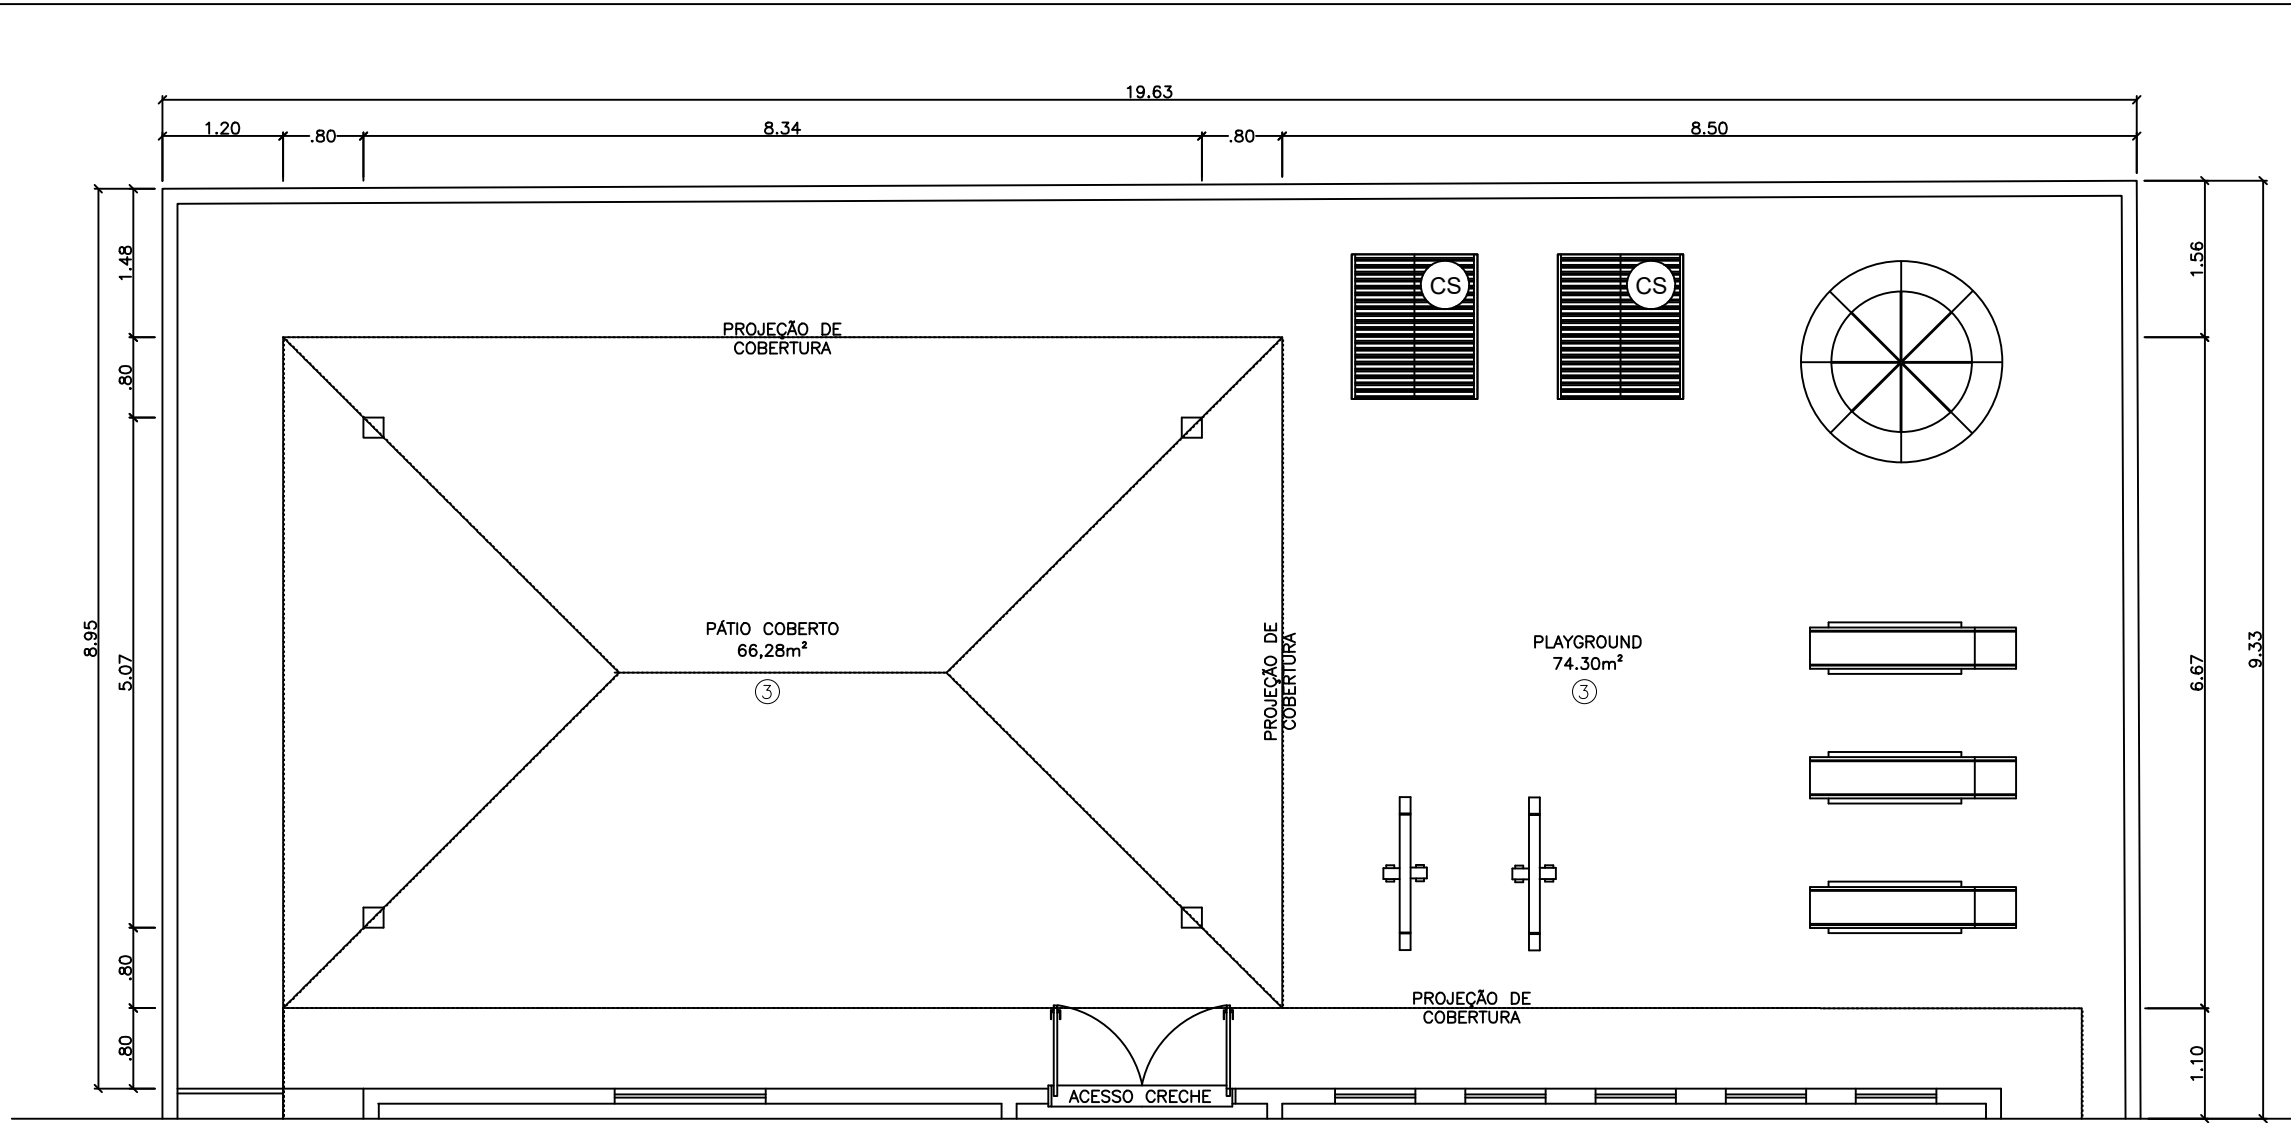 19.63
1.20
.80
8.34
.80
8.50
1.48
1.56
CS
CS
PROJEÇÃO DE
COBERTURA
.80
PÁTIO COBERTO
66,28m²
3
PROJEÇÃO DE
COBERTURA
PLAYGROUND
74.30m²
3
8.95
5.07
6.67
9.33
.80
PROJEÇÃO DE
COBERTURA
.80
1.10
ACESSO CRECHE